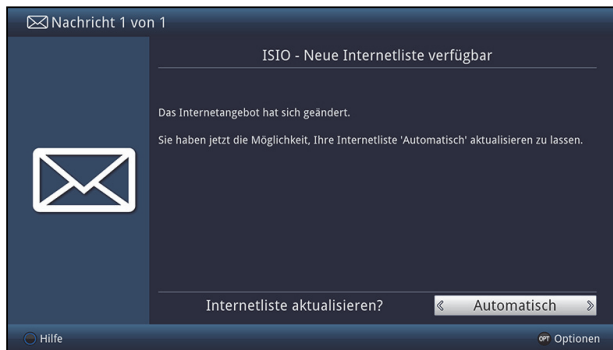 Nachricht 1 von 1
ISIO - Neue Internetliste verfügbar
Das Internetangebot hat sich geändert.
Sie haben jetzt die Möglichkeit, Ihre Internetliste 'Automatisch' aktualisieren zu lassen.
Internetliste aktualisieren? Automatisch
Hilfe OPT Optionen